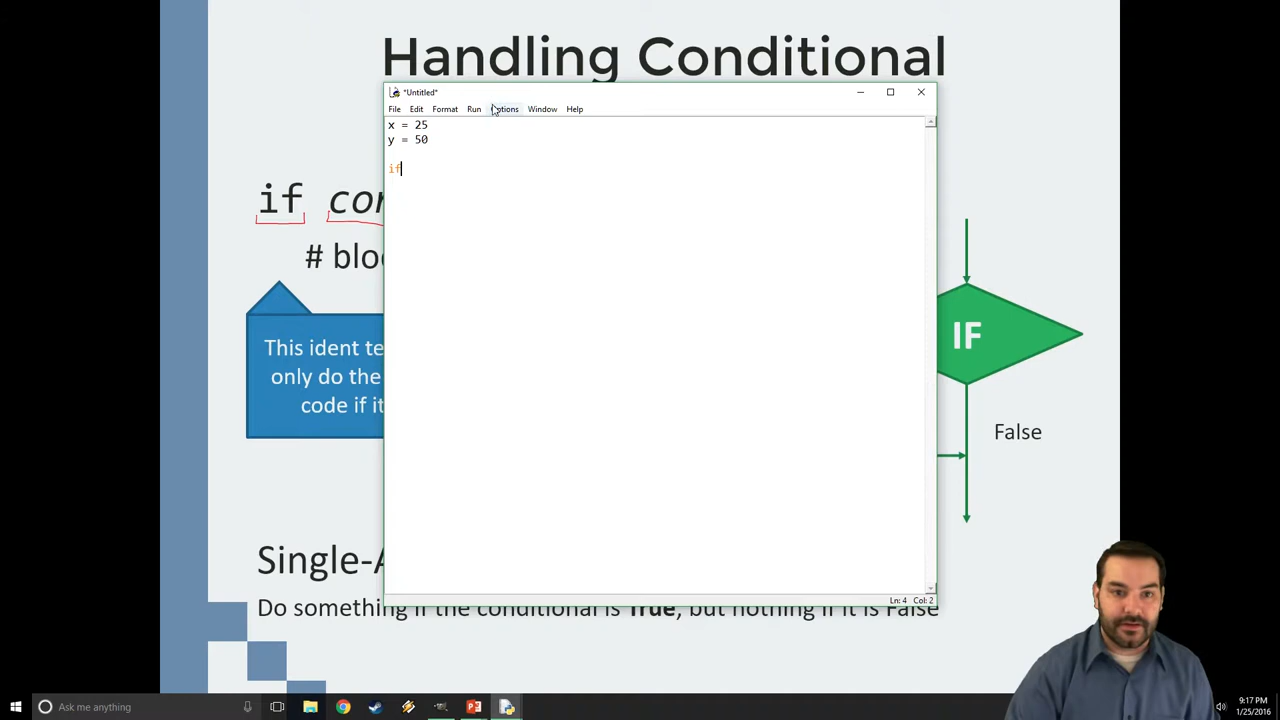 Handling Conditional
*Untitled*
File Edit Format Run Options Window Help
x = 25
y = 50
if
if
# bloc
This ident te
only do the
code if it
IF
False
Single-A
Do something if the conditional is True, but nothing if it is False
Ln: 4 Col: 2
Ask me anything
9:17 PM
1/25/2016